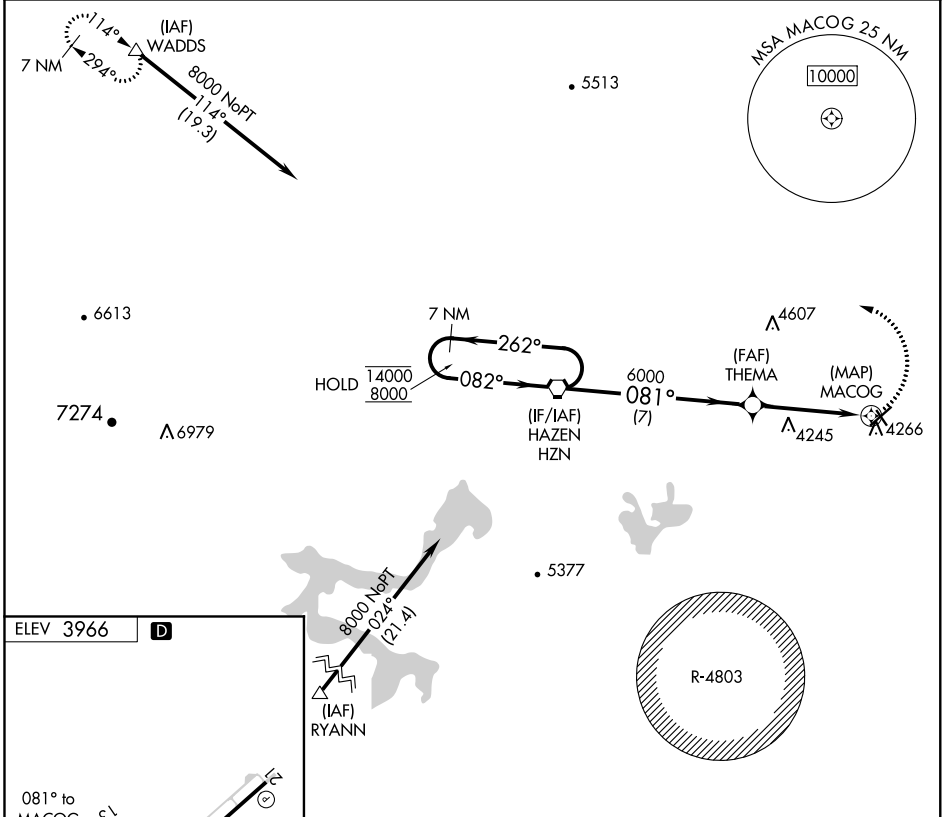 (IAF)
WADDS
114°
294°
7 NM
8000 NoPT
114°
(19.3)
5513
MSA MACOG 25 NM
10000
6613
7274
6979
7 NM
262°
082°
HOLD
14000
8000
(IF/IAF)
HAZEN
HZN
6000
081°
(7)
(FAF)
THEMA
4607
(MAP)
MACOG
4245
4266
8000 NoPT
024°
(21.4)
(IAF)
RYANN
5377
R-4803
ELEV 3966
D
21
P
081° to